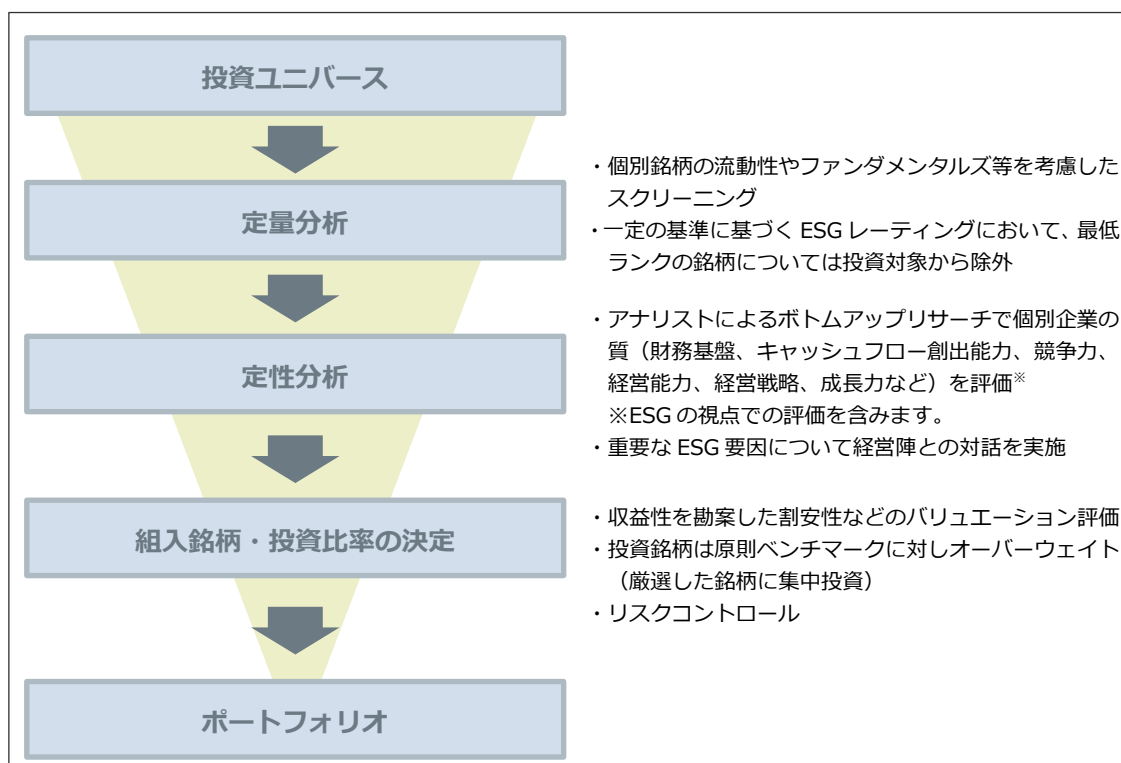 投資ユニバース
・個別銘柄の流動性やファンダメンタルズ等を考慮した
スクリーニング
定量分析
・一定の基準に基づく ESG レーティングにおいて、最低
ランクの銘柄については投資対象から除外
・アナリストによるボトムアップリサーチで個別企業の
質（財務基盤、キャッシュフロー創出能力、競争力、
定性分析
経営能力、経営戦略、成長力など）を評価※
※ESG の視点での評価を含みます。
・重要な ESG 要因について経営陣との対話を実施
組入銘柄・投資比率の決定
・収益性を勘案した割安性などのバリュエーション評価
・投資銘柄は原則ベンチマークに対しオーバーウェイト
（厳選した銘柄に集中投資）
・リスクコントロール
ポートフォリオ